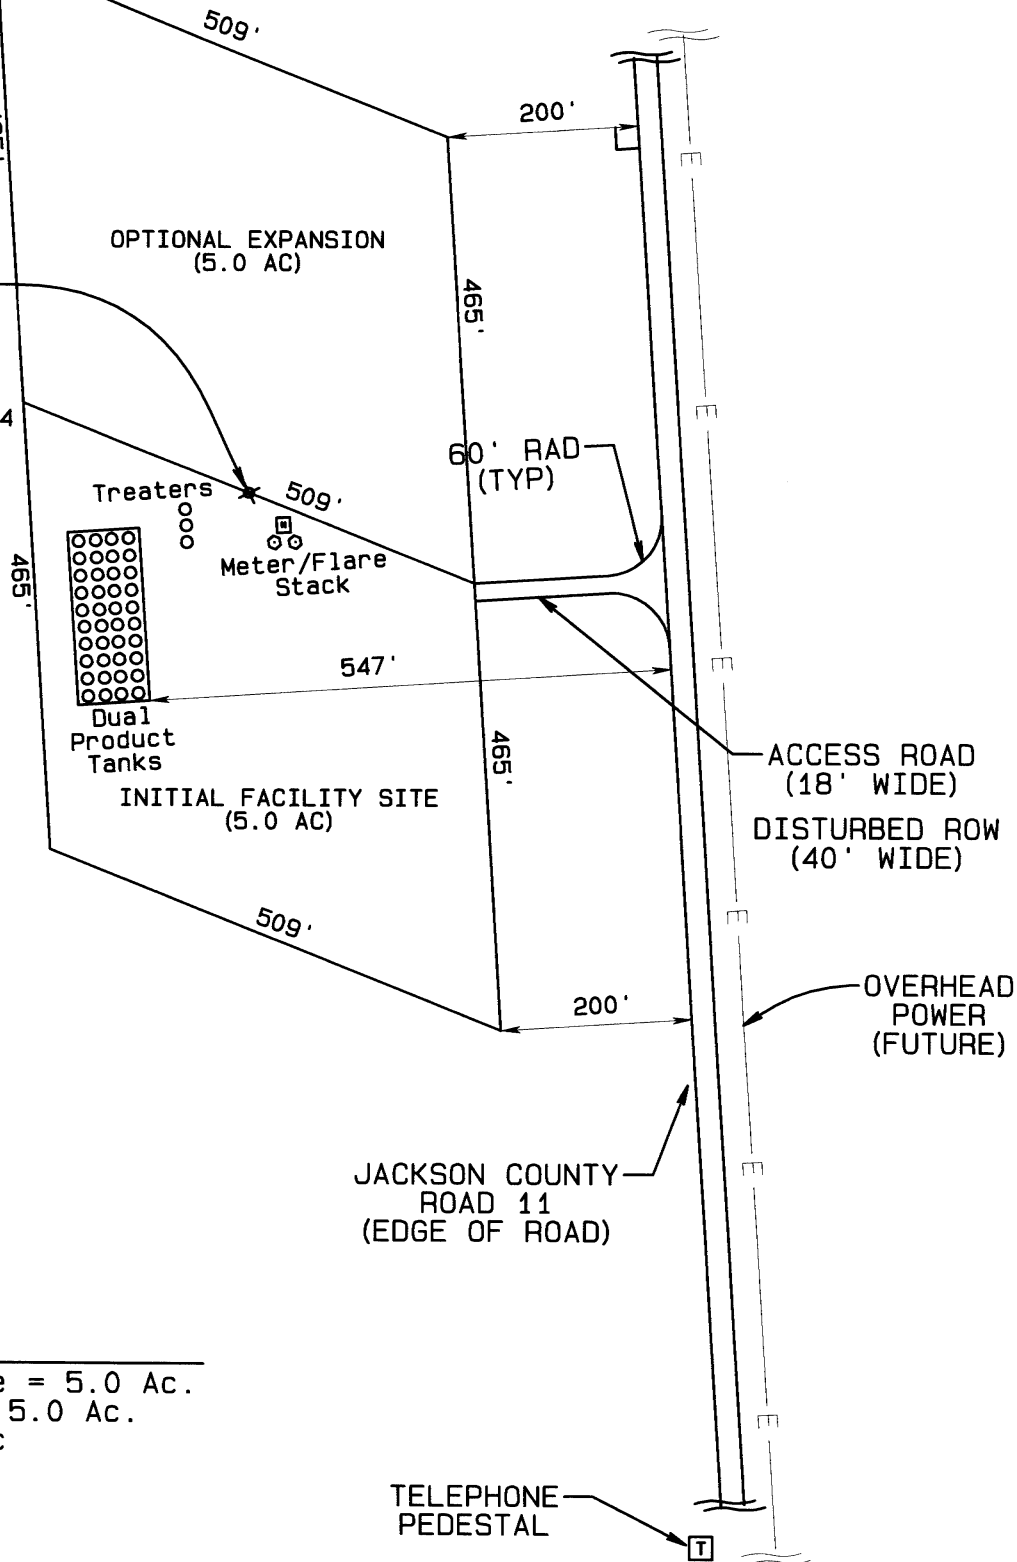 509'
200'
OPTIONAL EXPANSION
(5.0 AC)
465'
E
E
4
60' RAD
(TYP)
Treaters
509'
Meter/Flare
Stack
465'
547'
E
Dual
Product
Tanks
465'
ACCESS ROAD
(18' WIDE)
INITIAL FACILITY SITE
(5.0 AC)
DISTURBED ROW
(40' WIDE)
509'
E
200'
OVERHEAD
POWER
(FUTURE)
JACKSON COUNTY
ROAD 11
(EDGE OF ROAD)
E
= 5.0 Ac.
5.0 Ac.
E
TELEPHONE
PEDESTAL
T